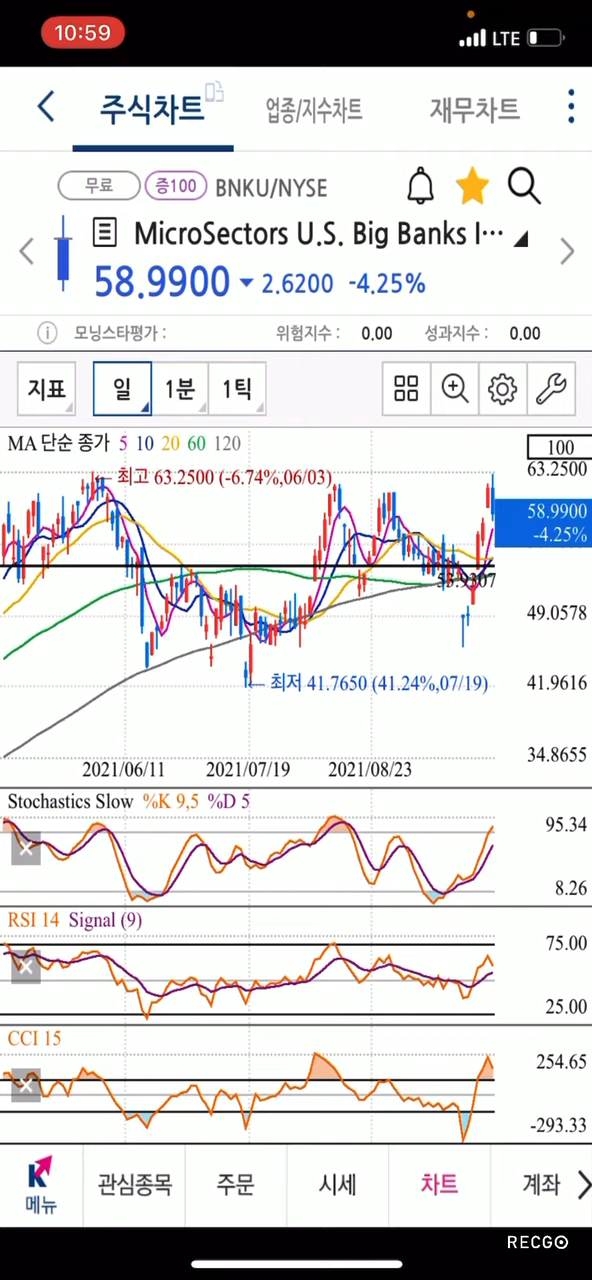 10:59
LTE
주식차트 업종/지수차트 재무차트
무료 증100 BNKU/NYSE
MicroSectors U.S. Big Banks I…
58.9900 2.6200 -4.25%
모닝스타평가 : 위험지수 : 0.00 성과지수 : 0.00
지표 일 1분 1틱
MA 단순 종가 5 10 20 60 120
100
63.2500
최고 63.2500 (-6.74%,06/03)
58.9900
-4.25%
49.0578
최저 41.7650 (41.24%,07/19)
41.9616
34.8655
2021/06/11 2021/07/19 2021/08/23
Stochastics Slow %K 9,5 %D 5
95.34
8.26
RSI 14 Signal (9)
75.00
25.00
CCI 15
254.65
-293.33
메뉴 관심종목 주문 시세 차트 계좌
RECGO